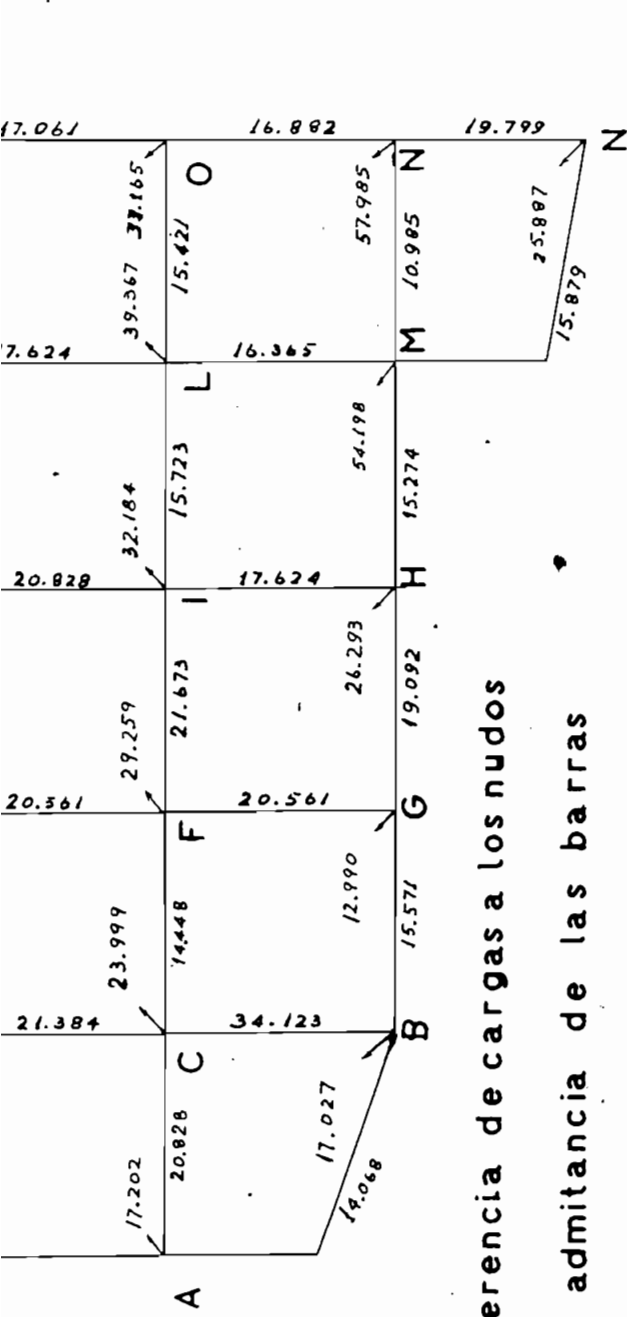 17.061
16.882
19.799
N
33.165
O
57.985
N
25.887
15.421
10.985
15.879
39.367
7.624
L
16.365
M
54.198
15.723
15.274
32.184
20.828
I
17.624
H
26.293
21.673
19.092
29.259
20.361
F
20.561
G
12.990
14.448
15.571
23.999
21.384
C
34.123
B
17.027
20.828
14.068
17.202
A
erencia de cargas a los nudos
admitancia de las barras